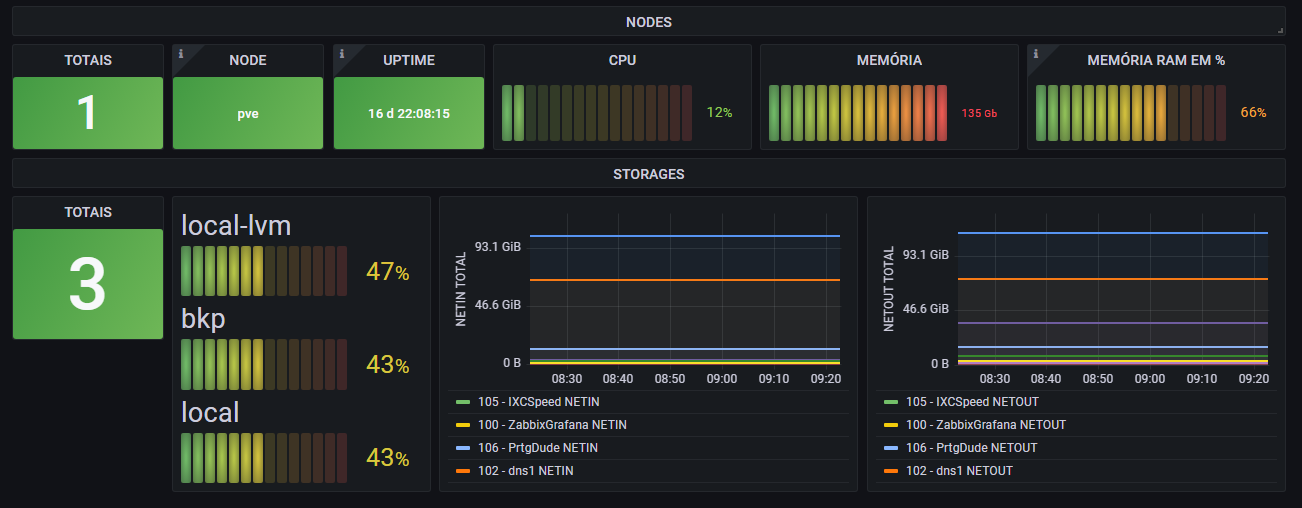 NODES
TOTAIS
1
NODE
pve
UPTIME
16 d 22:08:15
CPU
12%
MEMÓRIA
135 Gb
MEMÓRIA RAM EM %
66%
STORAGES
TOTAIS
3
local-lvm
47%
bkp
43%
local
43%
NETIN TOTAL
93.1 GiB
46.6 GiB
0 B
08:30 08:40 08:50 09:00 09:10 09:20
105 - IXCSpeed NETIN
100 - ZabbixGrafana NETIN
106 - PrtgDude NETIN
102 - dns1 NETIN
NETOUT TOTAL
93.1 GiB
46.6 GiB
0 B
08:30 08:40 08:50 09:00 09:10 09:20
105 - IXCSpeed NETOUT
100 - ZabbixGrafana NETOUT
106 - PrtgDude NETOUT
102 - dns1 NETOUT